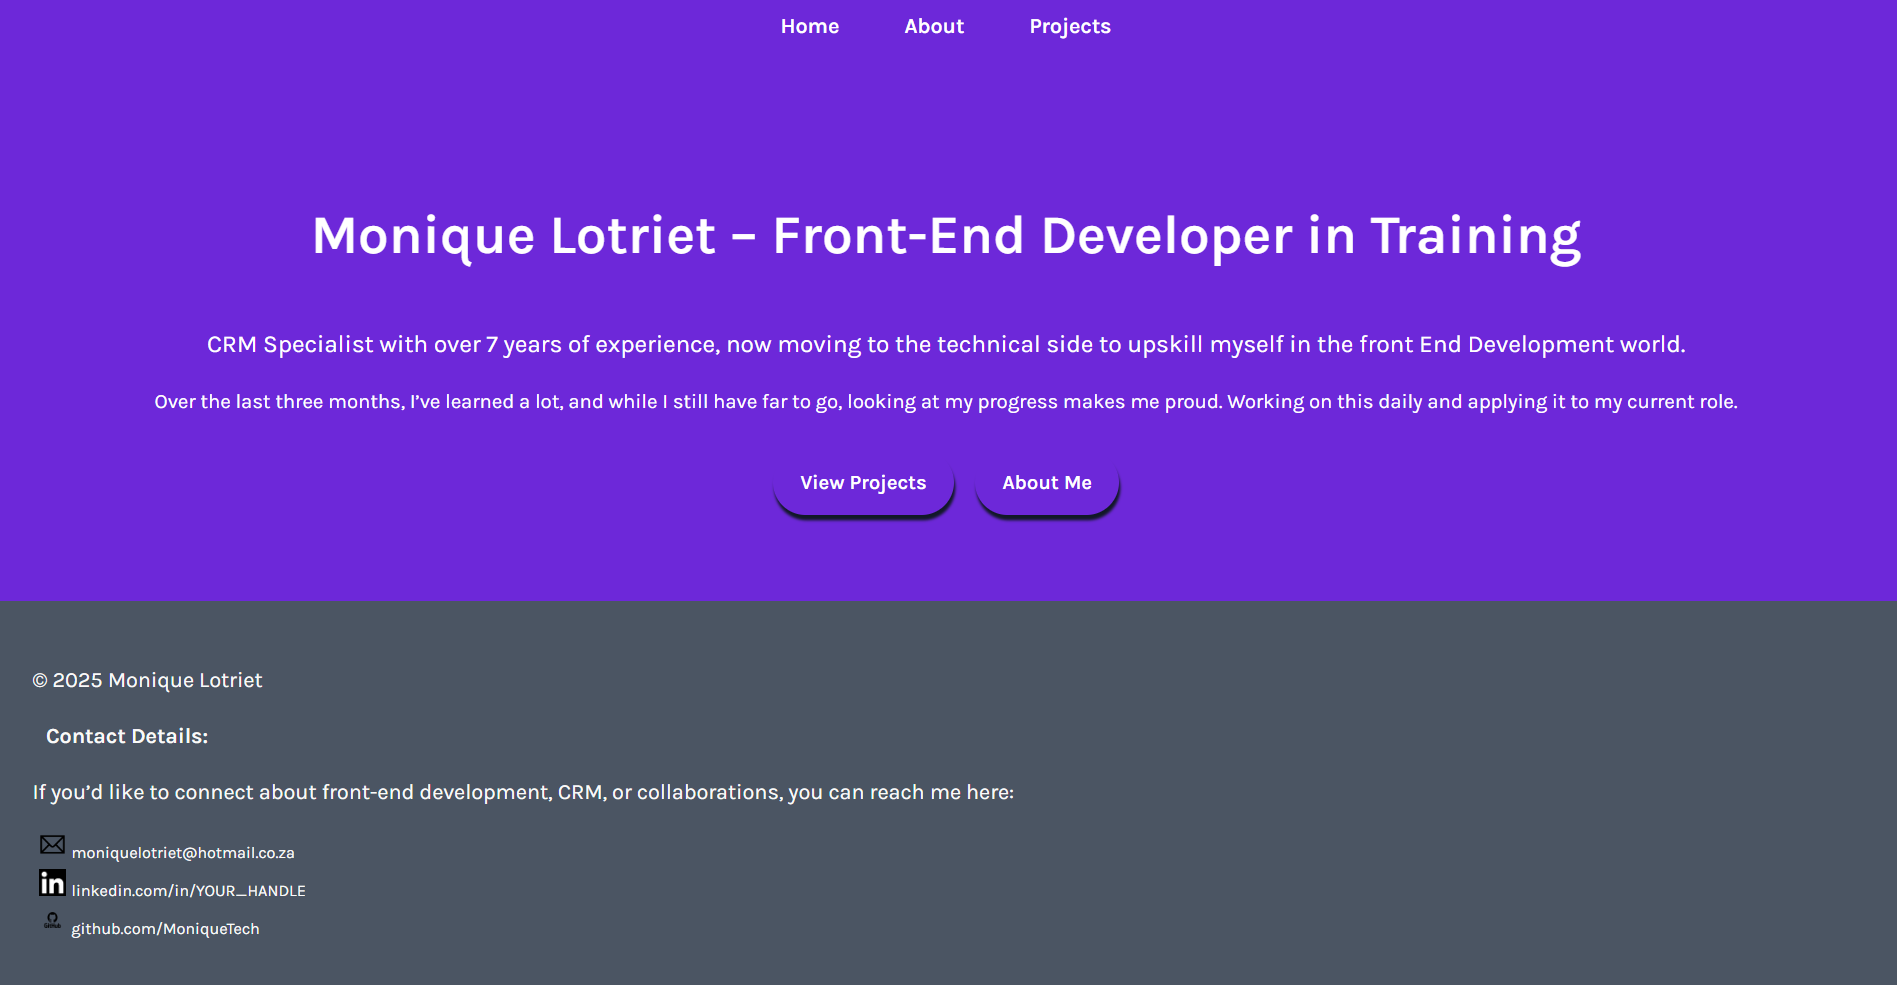 Home About Projects
Monique Lotriet – Front-End Developer in Training
CRM Specialist with over 7 years of experience, now moving to the technical side to upskill myself in the front End Development world.
Over the last three months, I’ve learned a lot, and while I still have far to go, looking at my progress makes me proud. Working on this daily and applying it to my current role.
View Projects About Me
© 2025 Monique Lotriet
Contact Details:
If you’d like to connect about front-end development, CRM, or collaborations, you can reach me here:
moniquelotriet@hotmail.co.za
in linkedin.com/in/YOUR_HANDLE
GitHub github.com/MoniqueTech